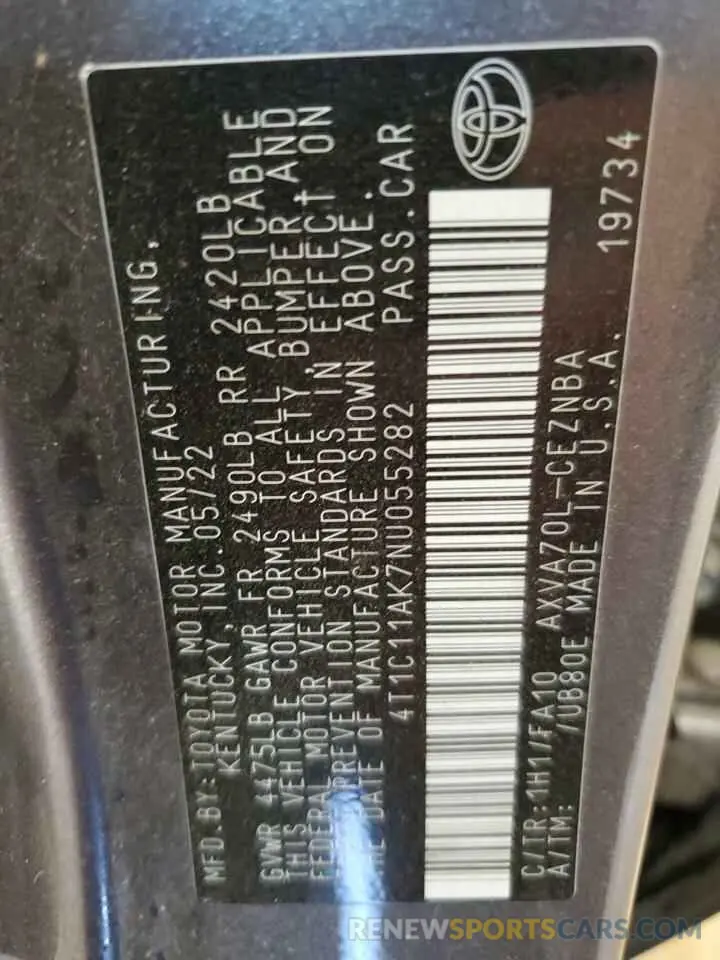 MFD.BY: TOYOTA MOTOR MANUFACTURING,
KENTUCKY, INC. 05/22
GVWR 4475LB GAWR FR 2490LB RR 2420LB
THIS VEHICLE CONFORMS TO ALL APPLICABLE
FEDERAL MOTOR VEHICLE SAFETY, BUMPER, AND
PREVENTION STANDARDS IN EFFECT ON
THE DATE OF MANUFACTURE SHOWN ABOVE.
4T1C11AK7NU055282 PASS.CAR
C/TR: 1H1/FA10 AXVA70L-CEZNBA
A/TM: /UB80E MADE IN U.S.A. 19734
RENEWSPORTSCARS.COM